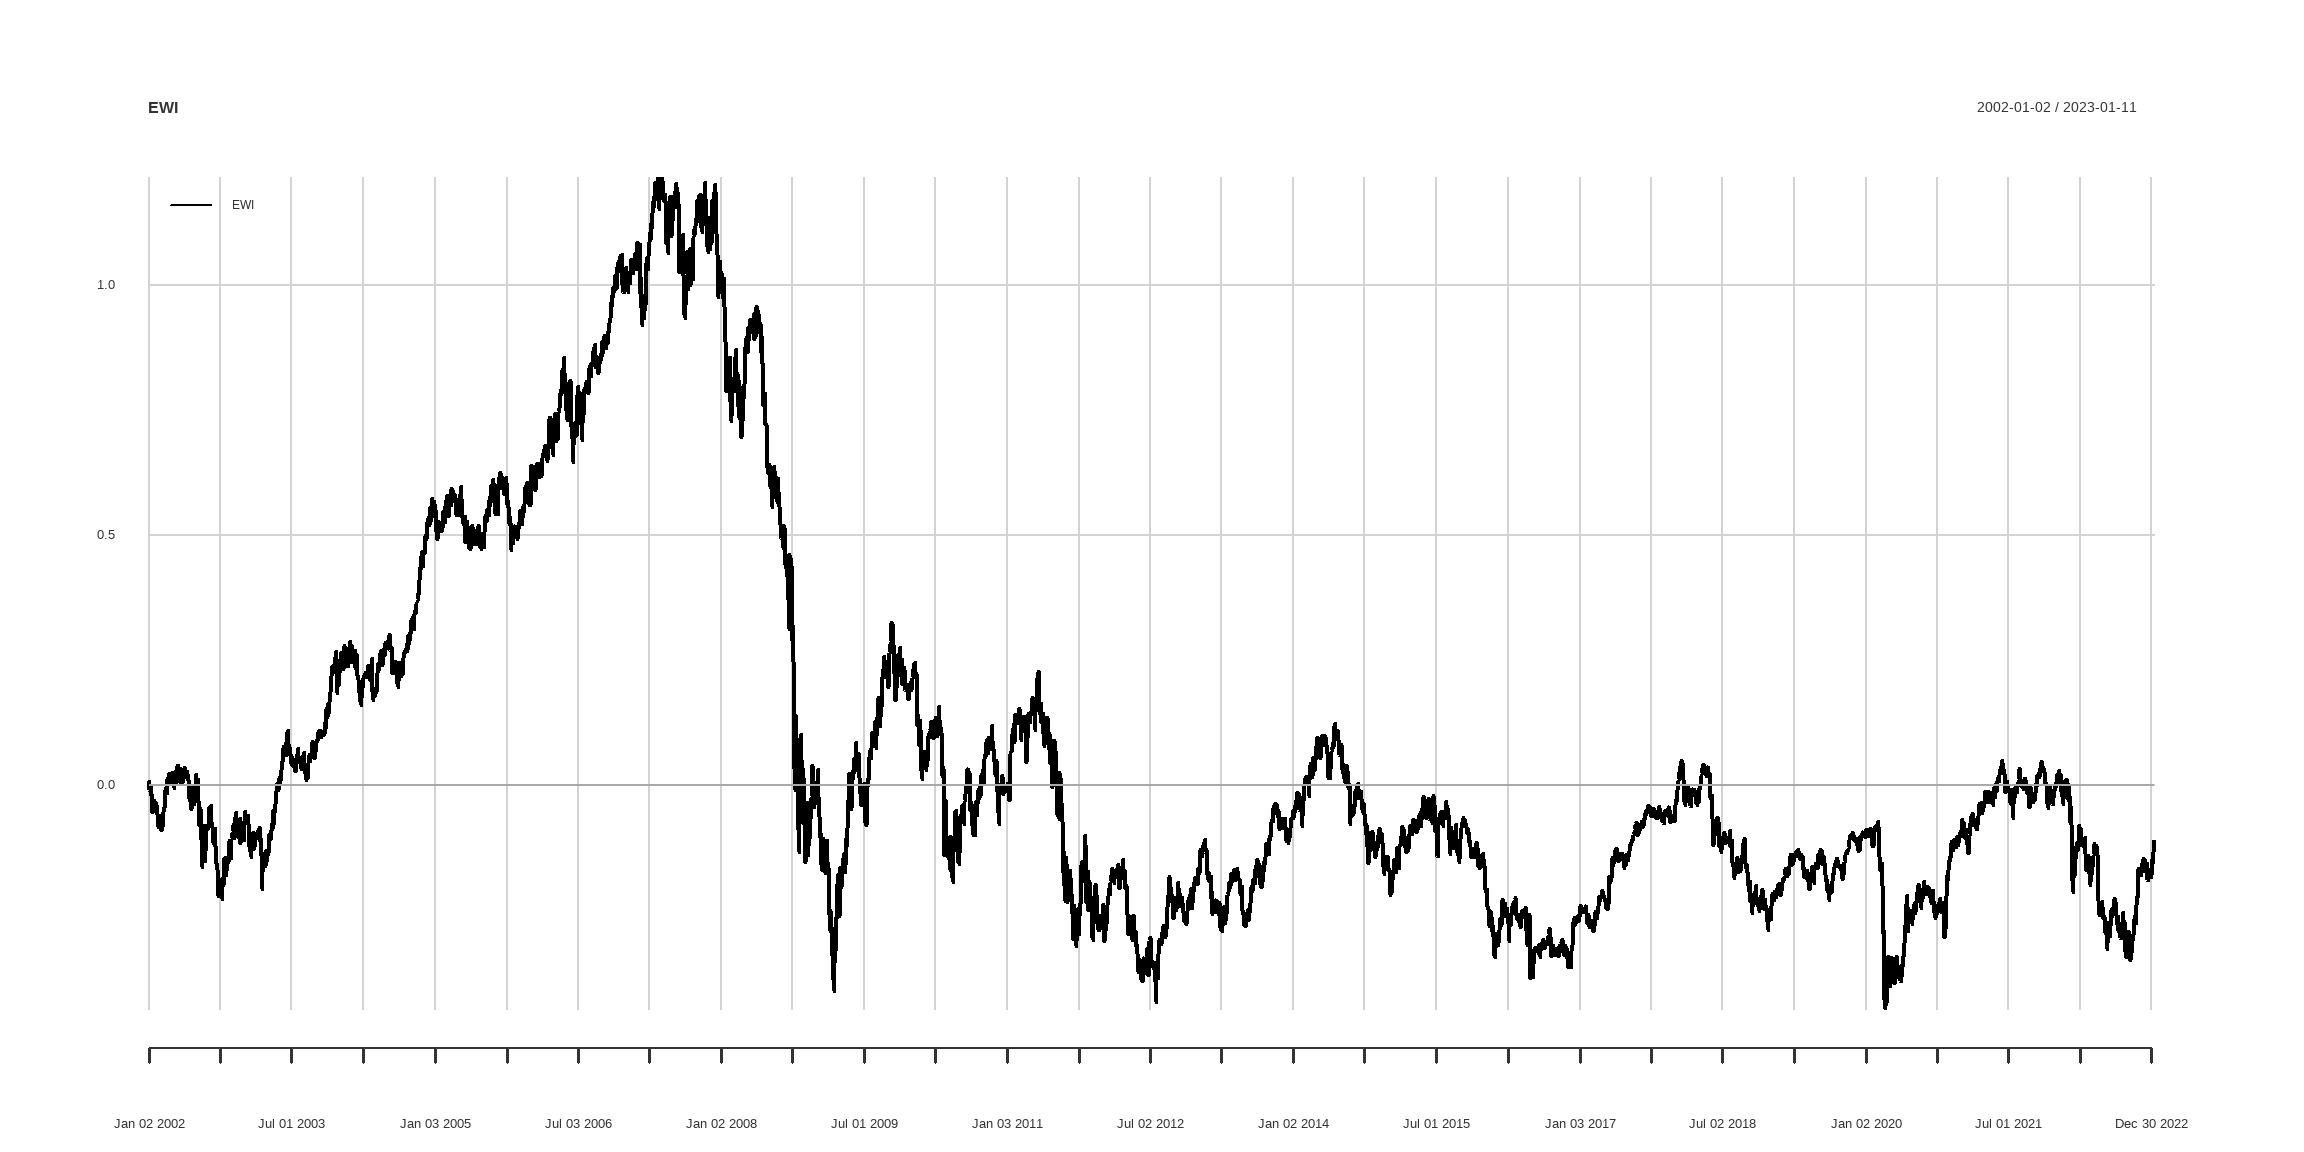 EWI
2002-01-02 / 2023-01-11
EWI
1.0
0.5
0.0
Jan 02 2002
Jul 01 2003
Jan 03 2005
Jul 03 2006
Jan 02 2008
Jul 01 2009
Jan 03 2011
Jul 02 2012
Jan 02 2014
Jul 01 2015
Jan 03 2017
Jul 02 2018
Jan 02 2020
Jul 01 2021
Dec 30 2022